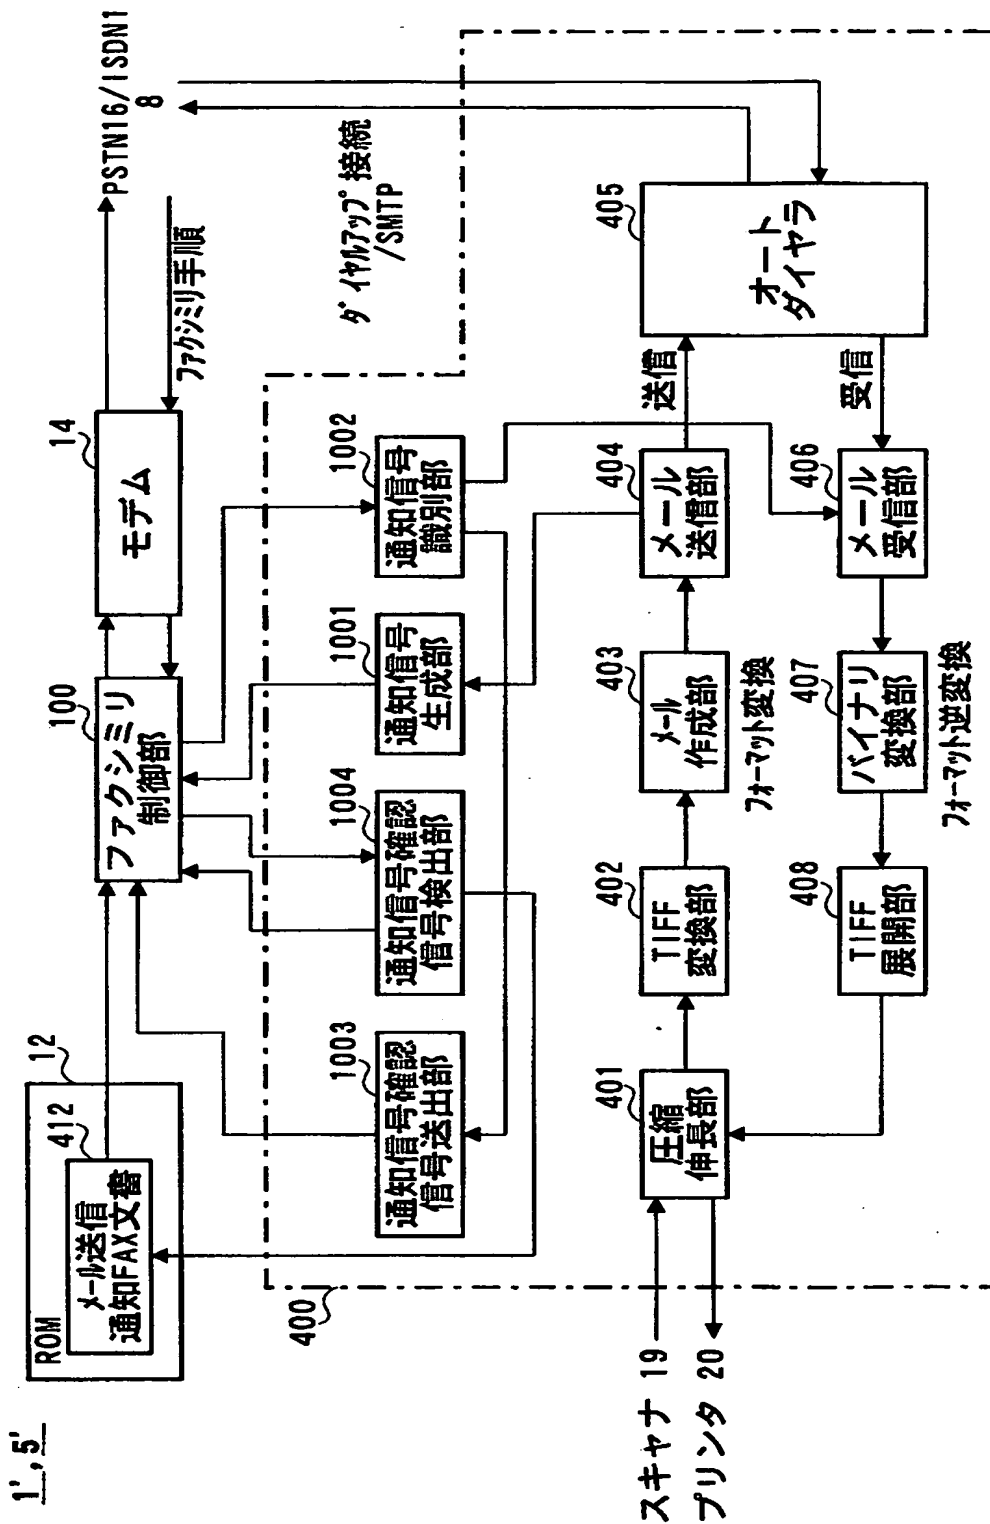 1',5'
ROM
12
412
メール送信
通知FAX文書
100
ファクシミリ
制御部
14
モデム
PSTN16/ISDN1
8
ファクシミリ手順
ダイヤルアップ接続
/SMTP
400
1003
通知信号確認
信号送出部
1004
通知信号確認
信号検出部
1001
通知信号
生成部
1002
通知信号
識別部
スキャナ 19
プリンタ 20
401
圧縮
伸長部
402
TIFF
変換部
403
メール
作成部
フォーマット変換
404
メール
送信部
送信
405
オート
ダイヤラ
受信
406
メール
受信部
407
バイナリ
変換部
フォーマット逆変換
408
TIFF
展開部